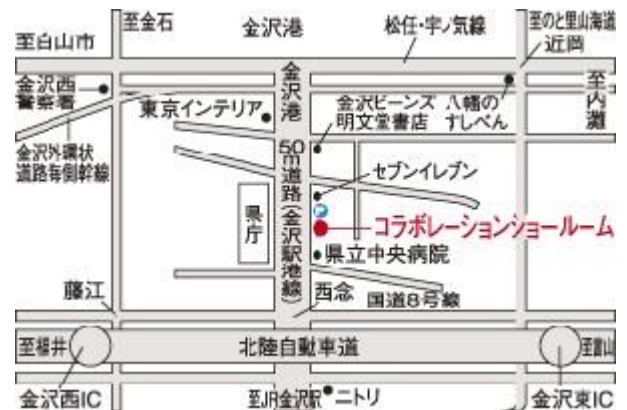 至金石
金沢港
松任・宇ノ気線
至のと里山海道
至白山市
近岡
金沢西
警察署
金沢港
50m道路(金沢駅港線)
東京インテリア
金沢ビーンズ
明文堂書店
八幡の
すしべん
至内灘
金沢外環状
道路海側幹線
セブンイレブン
県庁
P
コラボレーションショールーム
県立中央病院
藤江
西念
国道8号線
至福井
北陸自動車道
至富山
金沢西IC
至JR金沢駅
ニトリ
金沢東IC